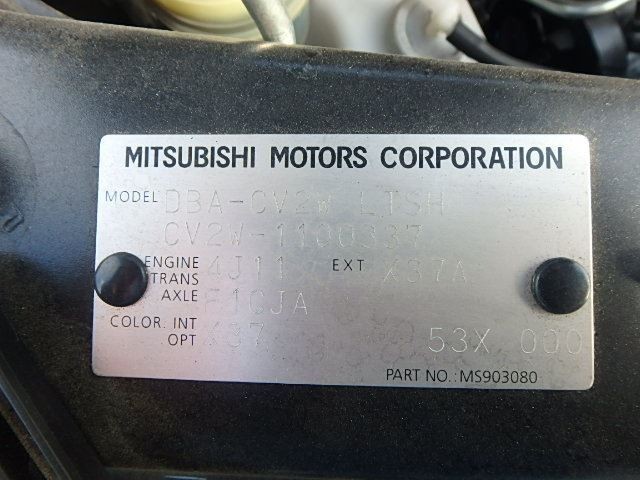 MITSUBISHI MOTORS CORPORATION
MODEL DBA-CV2W LTSH
CV2W-1100337
ENGINE 4J11 EXT X37A
TRANS
AXLE F1CJA
COLOR. INT
OPT X37 53X 000
PART NO.: MS903080